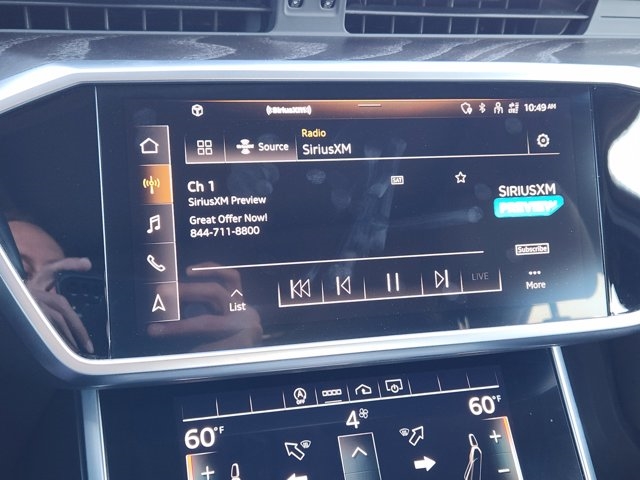 ((SiriusXM))
10:49 AM
Radio
Source
SiriusXM
Ch 1
SAT
SiriusXM Preview
SIRIUSXM
PREVIEW
Great Offer Now!
844-711-8800
Subscribe
LIVE
List
More
OFF
4
60°F
60°F